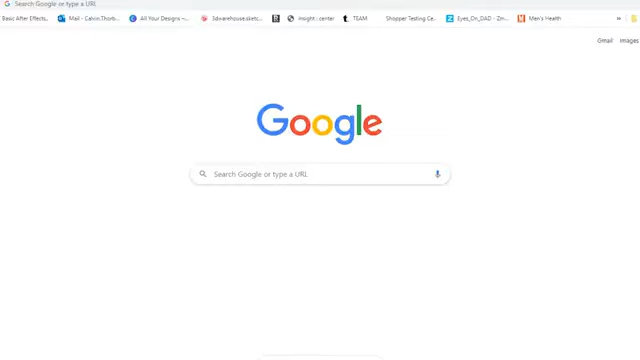 Search Google or type a URL
Basic After Effects... Mail - Calvin.Thorb... All Your Designs –... 3dwarehouse.sketc... insight : center TEAM Shopper Testing Ce... Eyes_On_DAD - Zm... Men's Health »
Gmail Images
Google
Search Google or type a URL